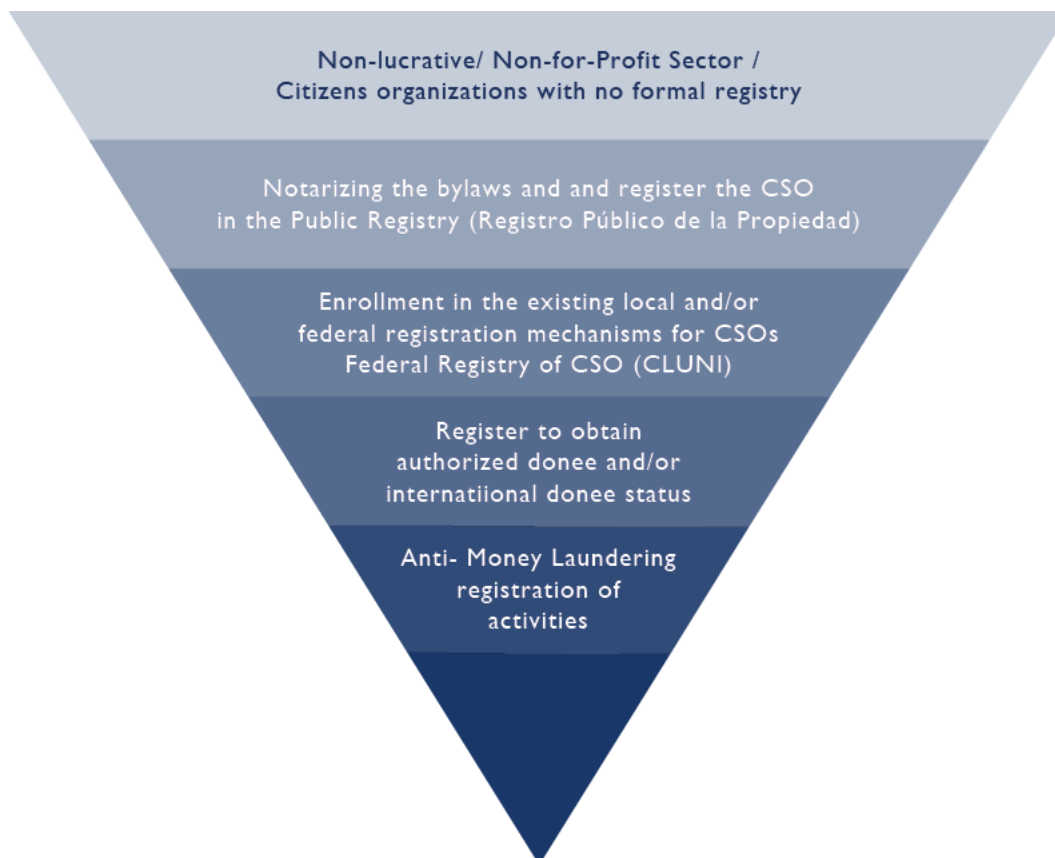 Non-lucrative/ Non-for-Profit Sector /
Citizens organizations with no formal registry
Notarizing the bylaws and and register the CSO
in the Public Registry (Registro Público de la Propiedad)
Enrollment in the existing local and/or
federal registration mechanisms for CSOs
Federal Registry of CSO (CLUNI)
Register to obtain
authorized donee and/or
internatiional donee status
Anti- Money Laundering
registration of
activities